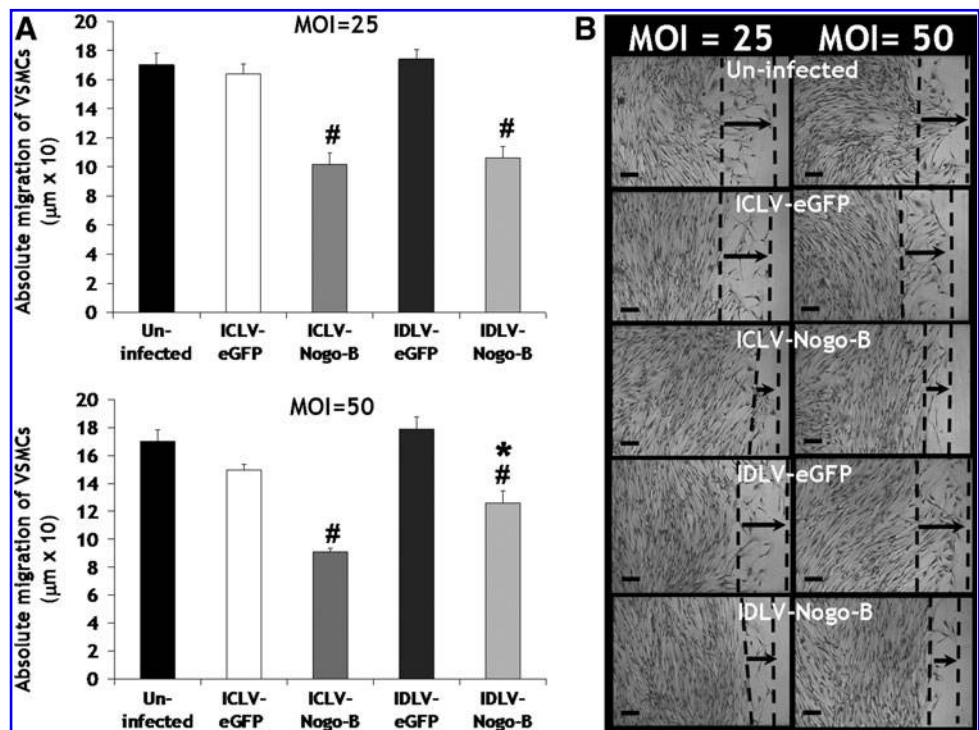 A
MOI=25
Absolute migration of VSMCs
(µm x 10)
20
18
16
14
12
10
8
6
4
2
0
#
#
Un-
infected
ICLV-
eGFP
ICLV-
Nogo-B
IDLV-
eGFP
IDLV-
Nogo-B
MOI=50
Absolute migration of VSMCs
(µm x 10)
20
18
16
14
12
10
8
6
4
2
0
#
*
#
Un-
infected
ICLV-
eGFP
ICLV-
Nogo-B
IDLV-
eGFP
IDLV-
Nogo-B
B
MOI = 25 MOI= 50
Un-infected
ICLV-eGFP
ICLV-Nogo-B
IDLV-eGFP
IDLV-Nogo-B